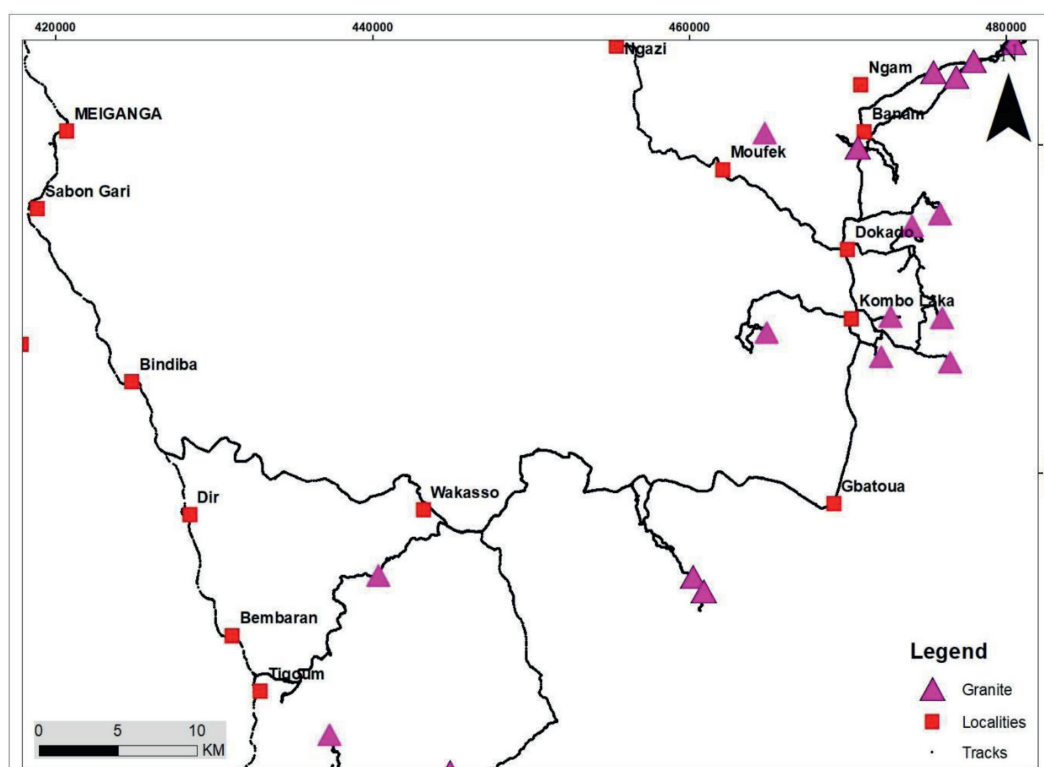 420000 440000 460000 480000
Ngazi
N
Ngam
MEIGANGA
Banam
Moufek
Sabon Gari
Dokado
Kombo Laka
Bindiba
Wakasso
Gbatoua
Dir
Bembaran
Tigoum
Legend
Granite
Localities
Tracks
0 5 10
KM